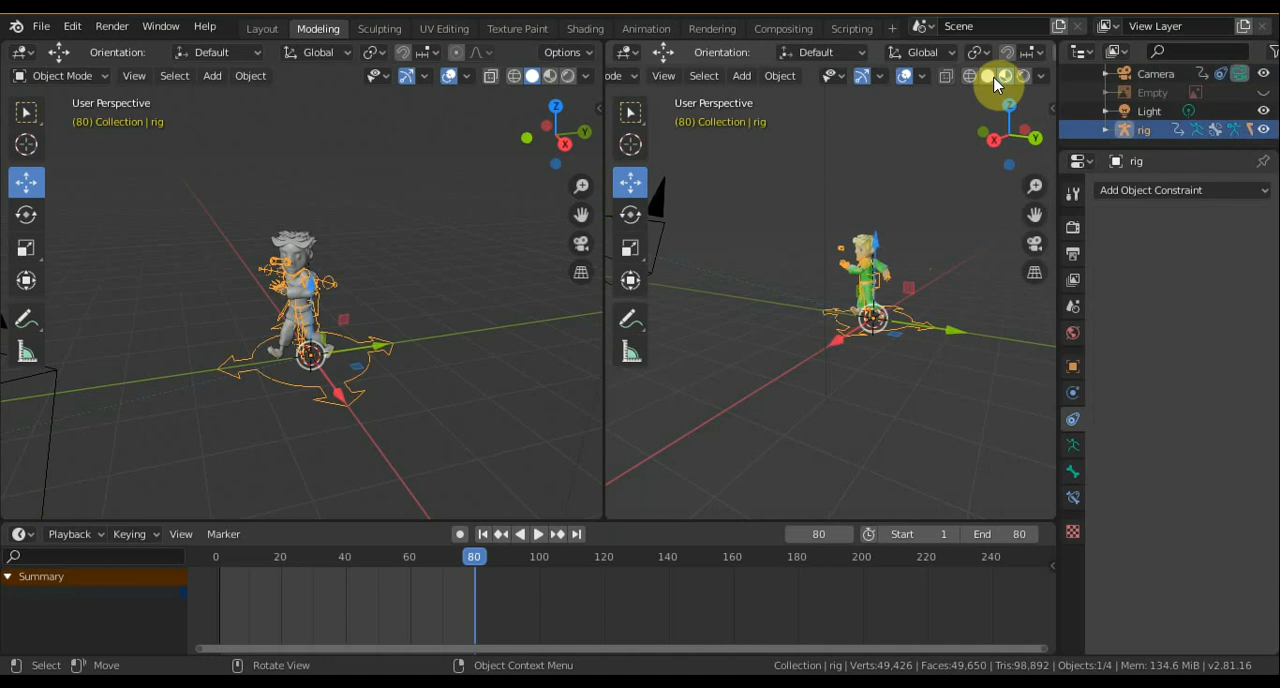 File Edit Render Window Help Layout Modeling Sculpting UV Editing Texture Paint Shading Animation Rendering Compositing Scripting + Scene View Layer
Orientation: Default Global Options Orientation: Default Global
Object Mode View Select Add Object ode View Select Add Object
User Perspective
(80) Collection | rig
Z
Y
X
User Perspective
(80) Collection | rig
Z
Y
X
Camera
Empty
Light
rig
rig
Add Object Constraint
Playback Keying View Marker 80 Start 1 End 80
0 20 40 60 80 100 120 140 160 180 200 220 240
Summary
Select Move Rotate View Object Context Menu Collection | rig | Verts:49,426 | Faces:49,650 | Tris:98,892 | Objects:1/4 | Mem: 134.6 MiB | v2.81.16